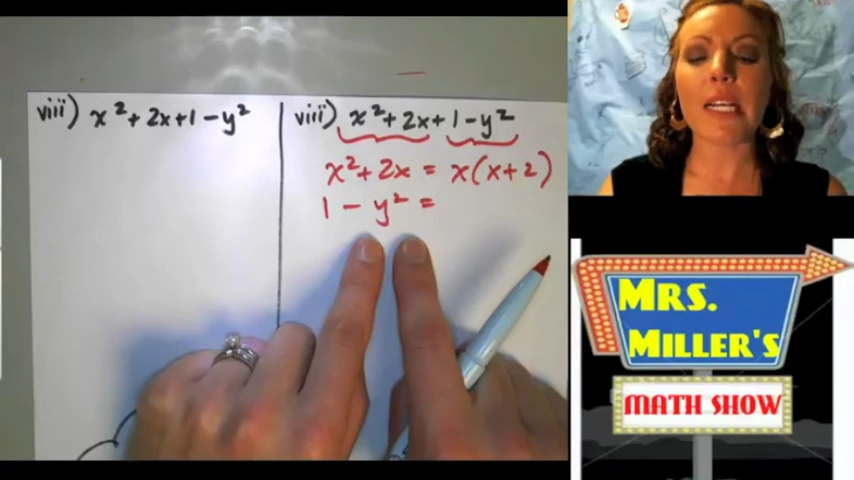 viii) x² + 2x + 1 - y²
viii) x² + 2x + 1 - y²
x² + 2x = x(x+2)
1 - y² =
MRS.
MILLER'S
MATH SHOW